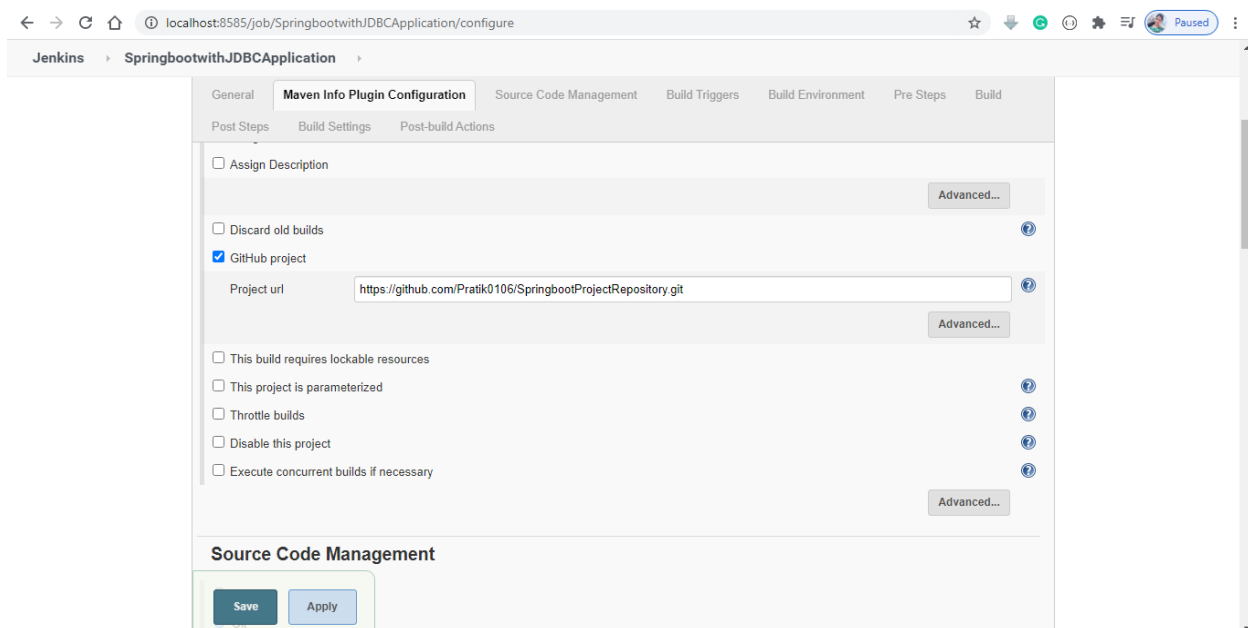 localhost:8585/job/SpringbootwithJDBCApplication/configure
Paused
Jenkins
SpringbootwithJDBCApplication
General
Maven Info Plugin Configuration
Source Code Management
Build Triggers
Build Environment
Pre Steps
Build
Post Steps
Build Settings
Post-build Actions
Assign Description
Advanced...
Discard old builds
GitHub project
Project url
https://github.com/Pratik0106/SpringbootProjectRepository.git
Advanced...
This build requires lockable resources
This project is parameterized
Throttle builds
Disable this project
Execute concurrent builds if necessary
Advanced...
Source Code Management
Save
Apply